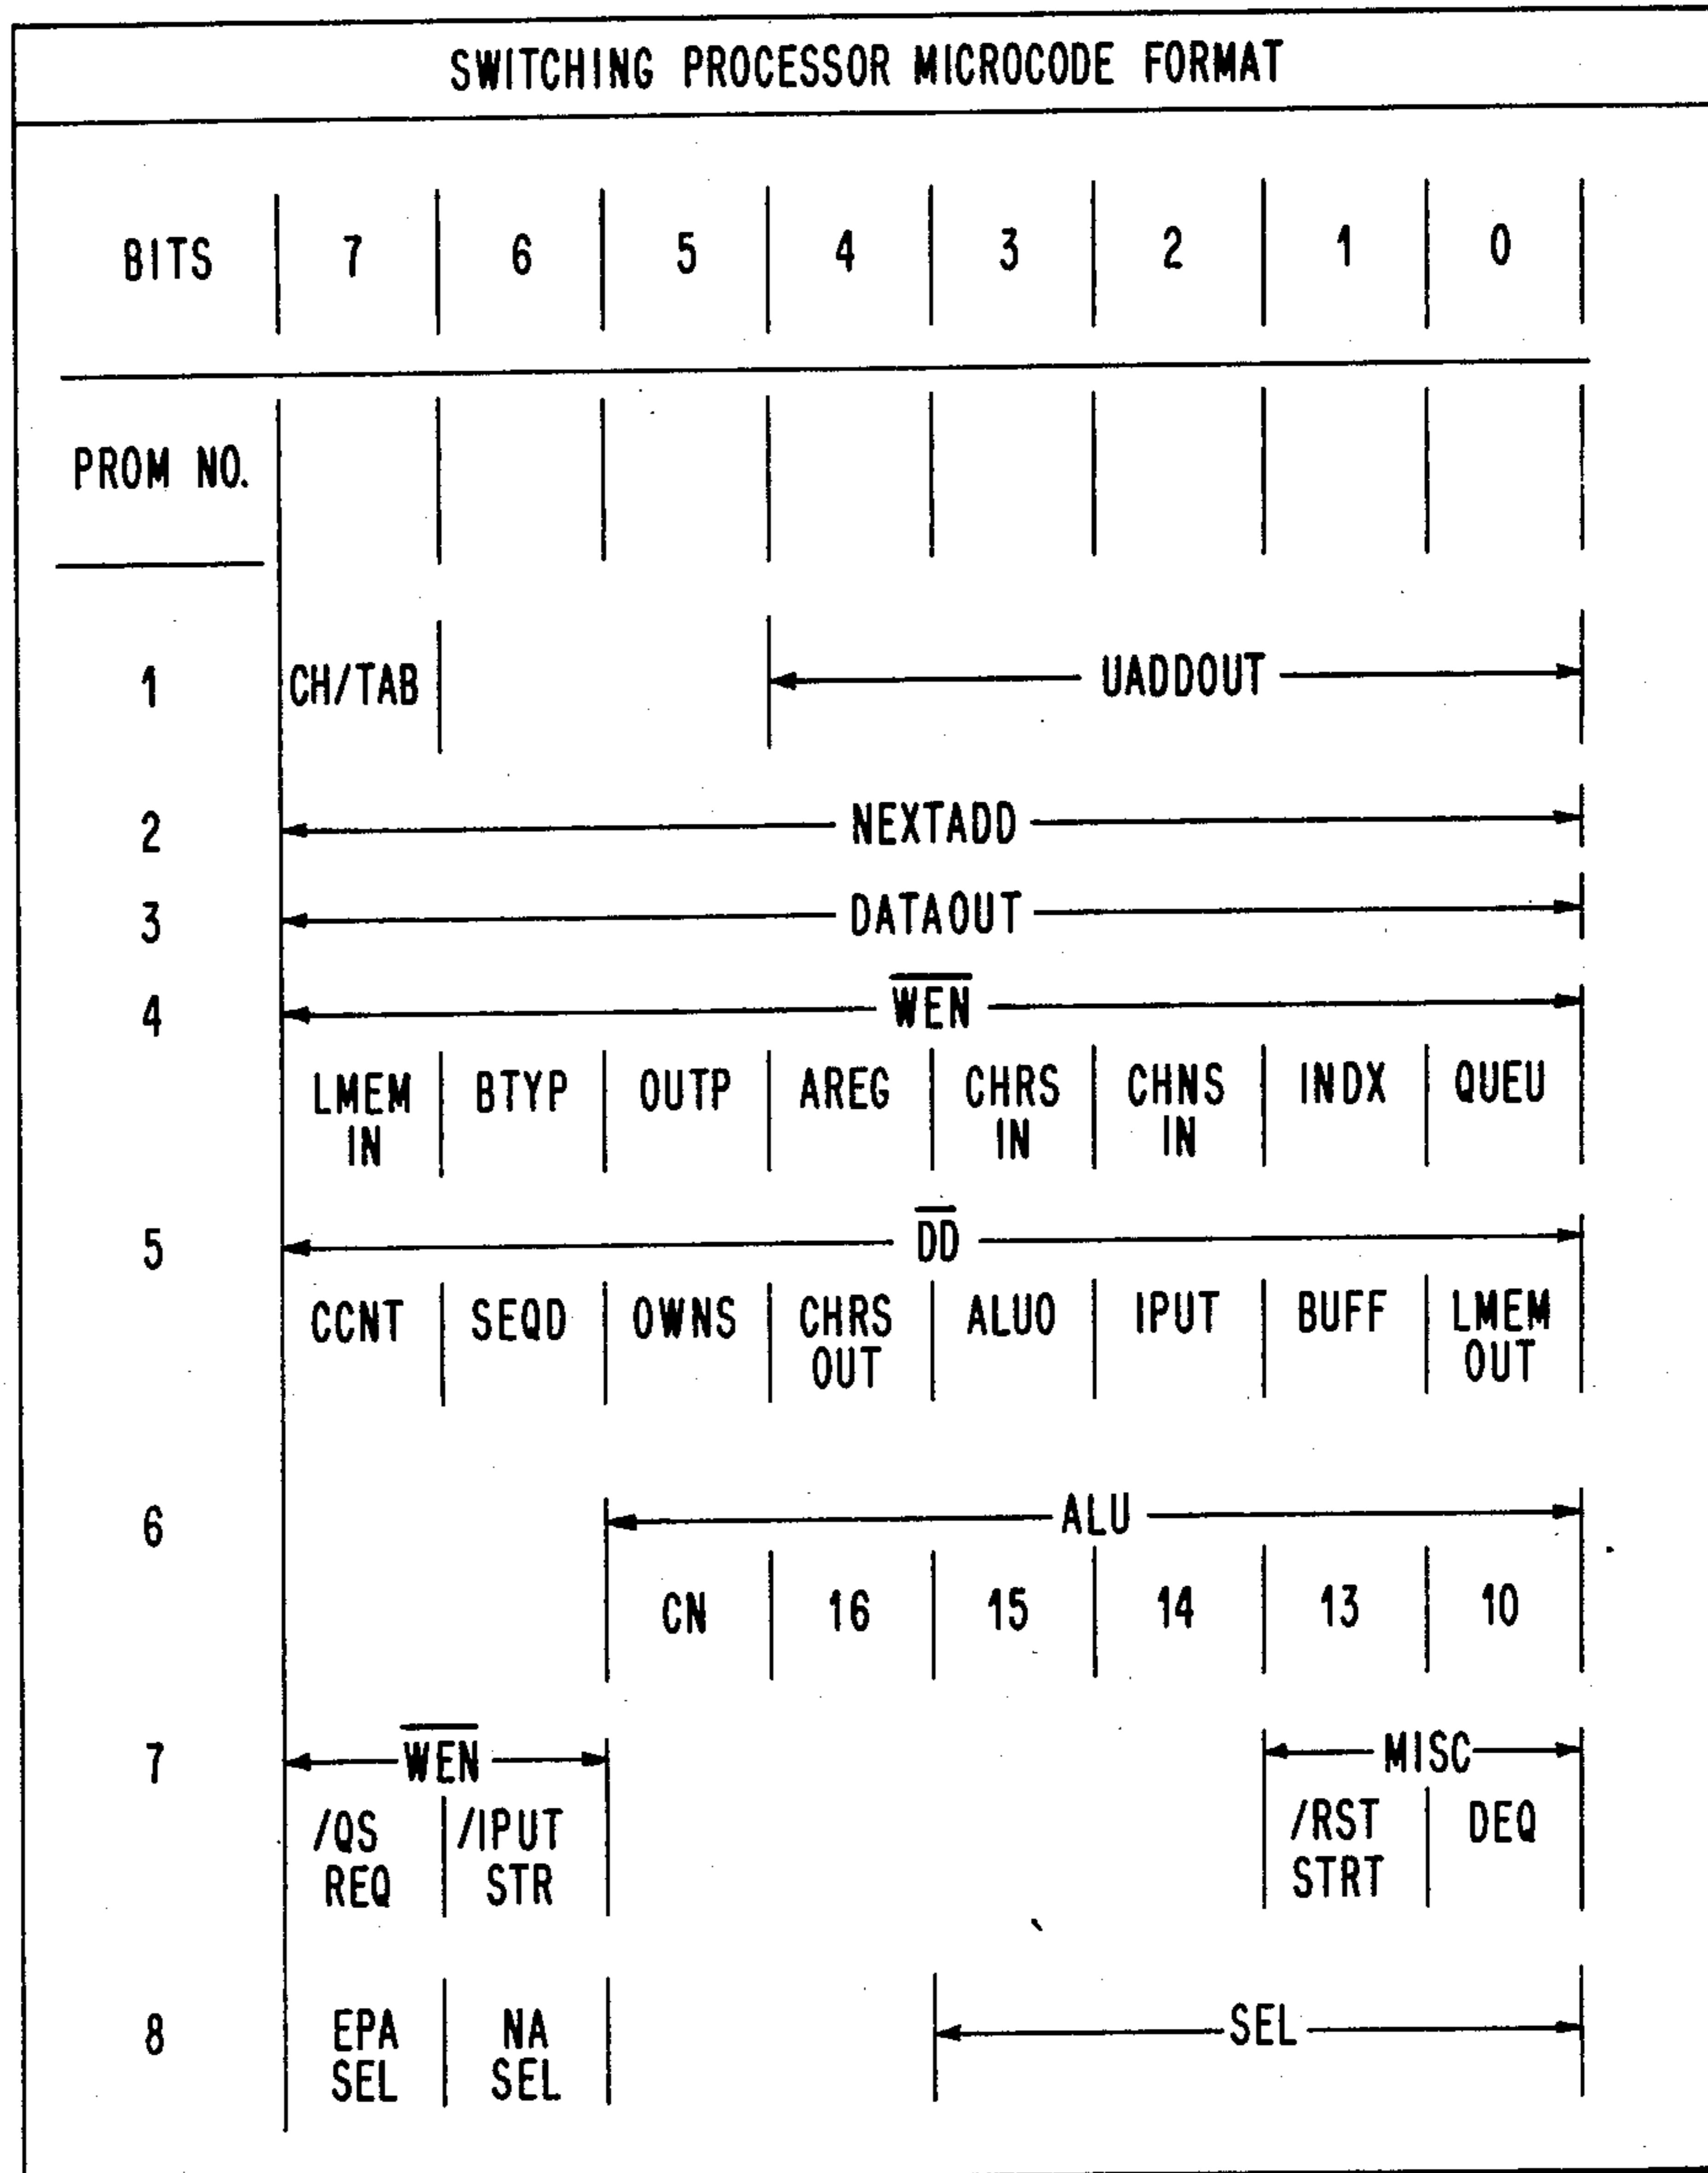 SWITCHING PROCESSOR MICROCODE FORMAT
BITS 7 6 5 4 3 2 1 0
PROM NO.
1 CH/TAB UADDOUT
2 NEXTADD
3 DATAOUT
4 W̅E̅N̅
LMEM IN BTYP OUTP AREG CHRS IN CHNS IN INDX QUEU
5 D̅D̅
CCNT SEQD OWNS CHRS OUT ALUO IPUT BUFF LMEM OUT
6 ALU
CN 16 15 14 13 10
7 W̅E̅N̅ MISC
/QS REQ /IPUT STR /RST STRT DEQ
8 EPA SEL NA SEL SEL